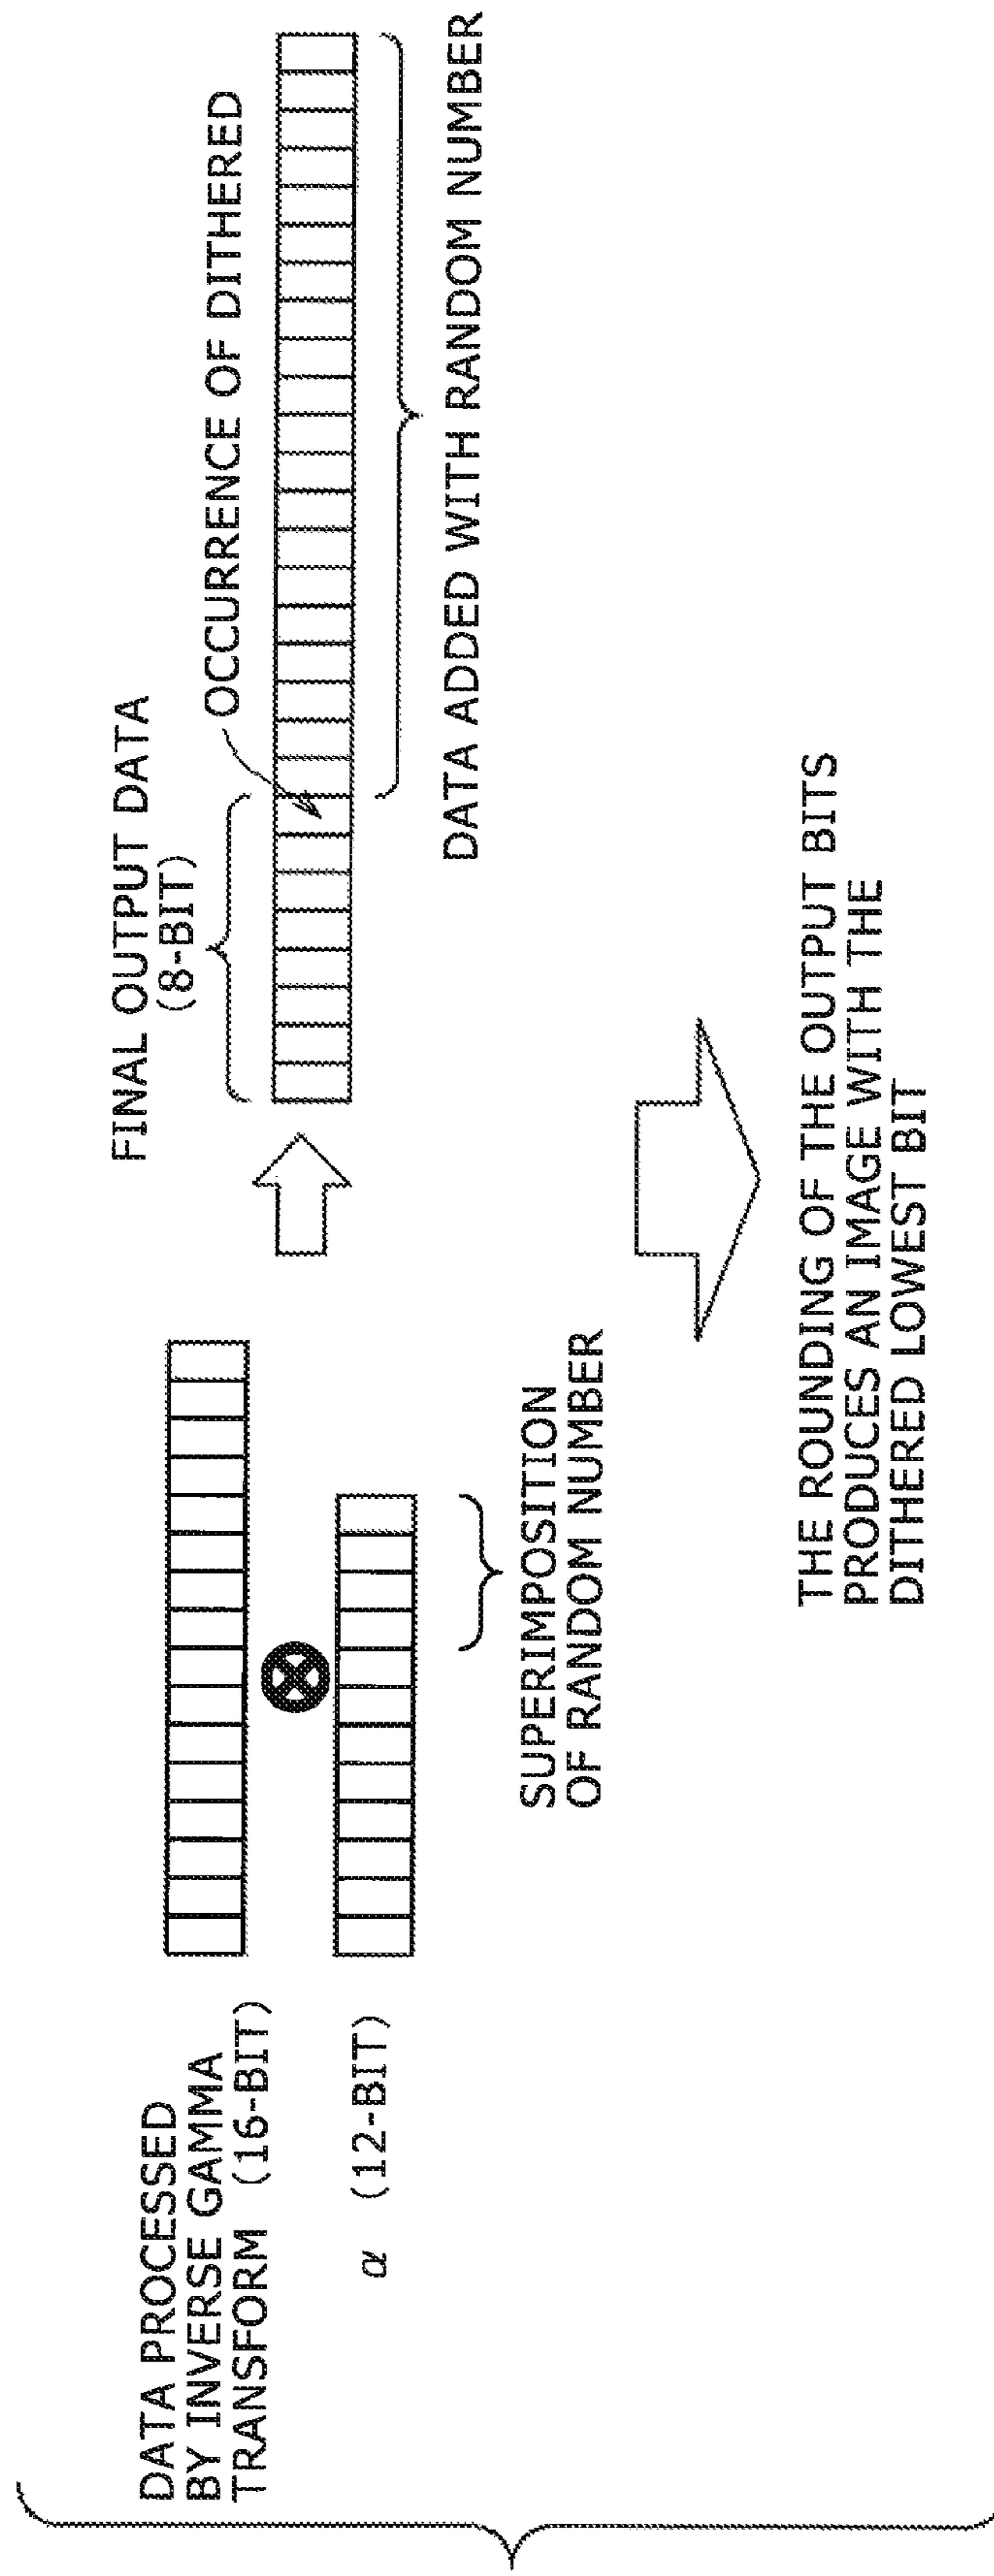 DATA PROCESSED
BY INVERSE GAMMA
TRANSFORM (16-BIT)
α (12-BIT)
SUPERIMPOSITION
OF RANDOM NUMBER
FINAL OUTPUT DATA
(8-BIT)
OCCURRENCE OF DITHERED
DATA ADDED WITH RANDOM NUMBER
THE ROUNDING OF THE OUTPUT BITS
PRODUCES AN IMAGE WITH THE
DITHERED LOWEST BIT